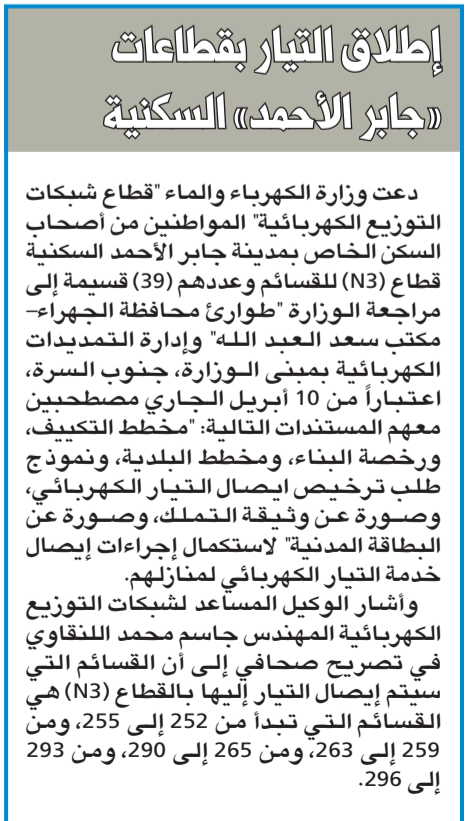 إطلاق التيار بقطاعات
«جابر الأحمد» السكنية
دعت وزارة الكهرباء والماء "قطاع شبكات
التوزيع الكهربائية" المواطنين من أصحاب
السكن الخاص بمدينة جابر الأحمد السكنية
قطاع (N3) للقسائم وعددهم (39) قسيمة إلى
مراجعة الوزارة "طوارئ محافظة الجهراء–
مكتب سعد العبد الله" وإدارة التمديدات
الكهربائية بمبنى الوزارة، جنوب السرة،
اعتباراً من 10 أبريل الجاري مصطحبين
معهم المستندات التالية: "مخطط التكييف،
ورخصة البناء، ومخطط البلدية، ونموذج
طلب ترخيص ايصال التيار الكهربائي،
وصورة عن وثيقة التملك، وصورة عن
البطاقة المدنية" لاستكمال إجراءات إيصال
خدمة التيار الكهربائي لمنازلهم.
وأشار الوكيل المساعد لشبكات التوزيع
الكهربائية المهندس جاسم محمد اللنقاوي
في تصريح صحافي إلى أن القسائم التي
سيتم إيصال التيار إليها بالقطاع (N3) هي
القسائم التي تبدأ من 252 إلى 255، ومن
259 إلى 263، ومن 265 إلى 290، ومن 293
إلى 296.